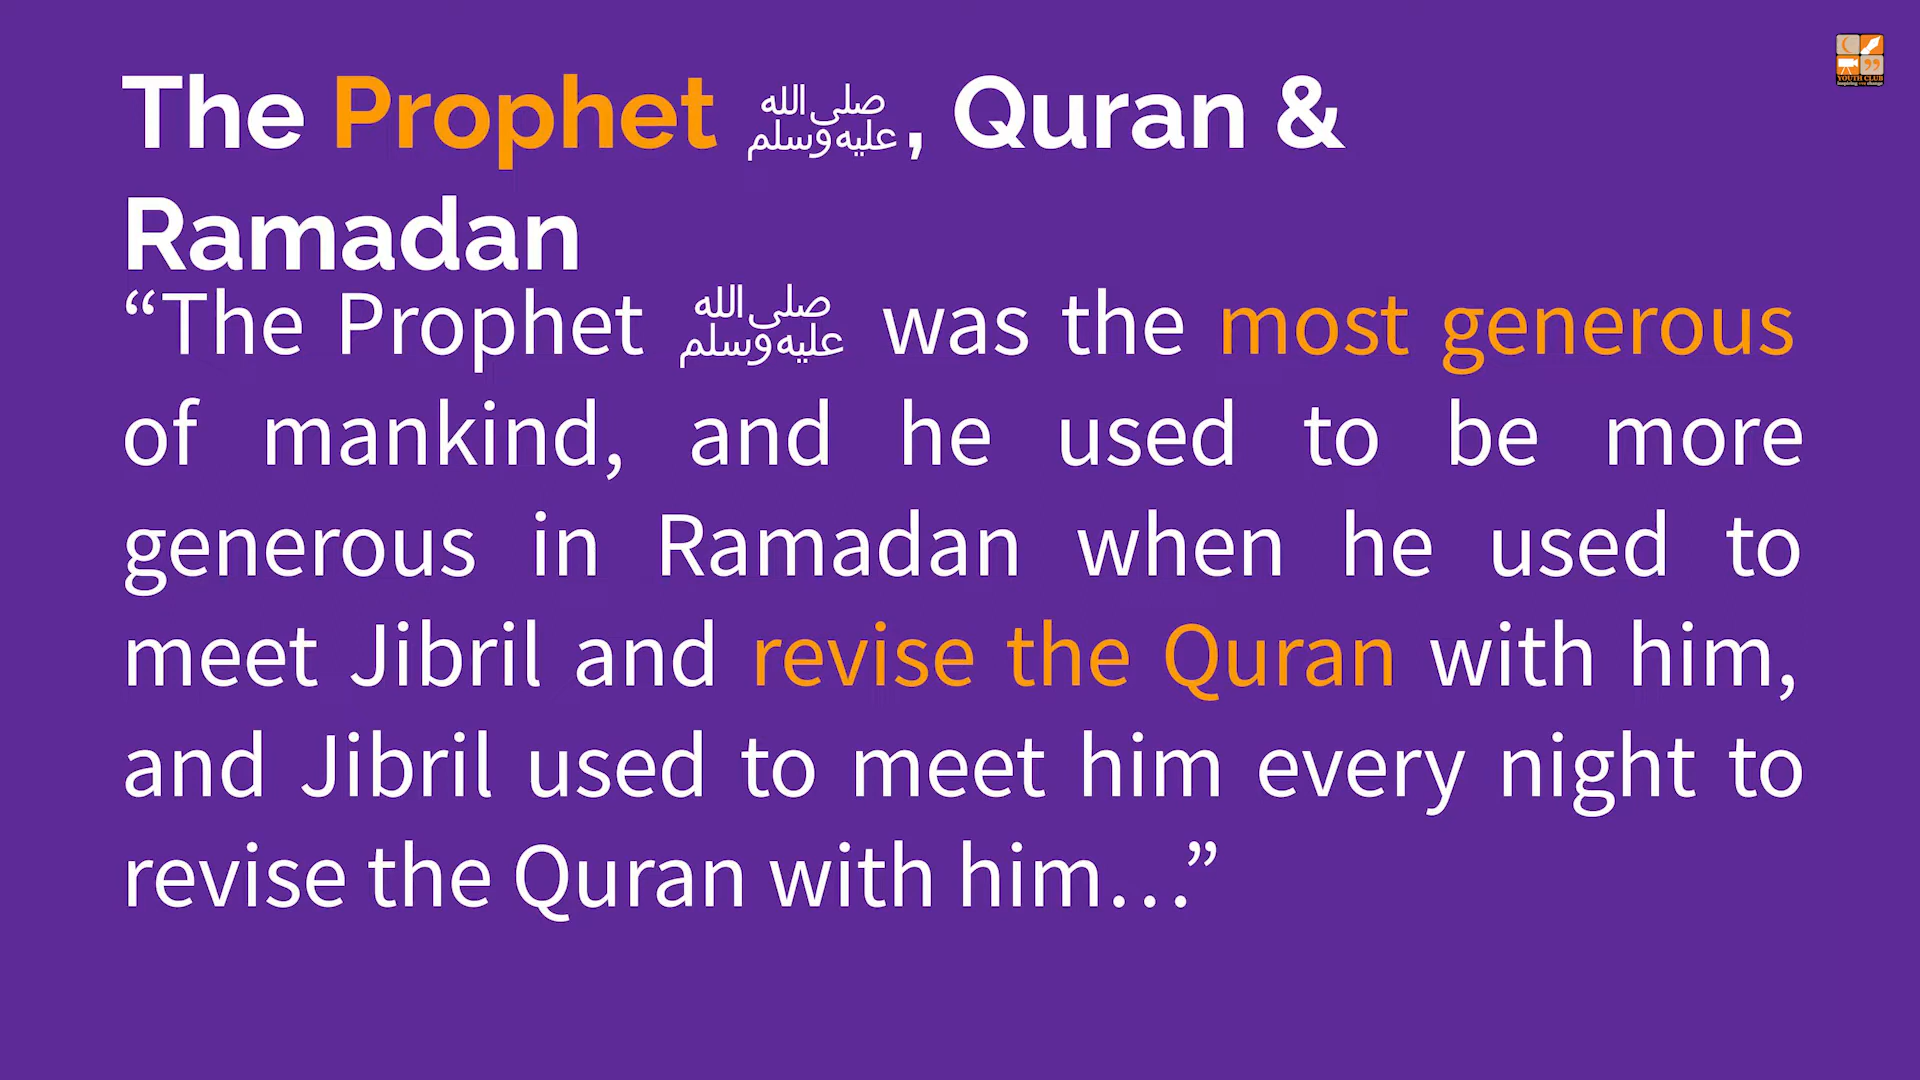 The Prophet ﷺ, Quran &
Ramadan
“The Prophet ﷺ was the most generous
of mankind, and he used to be more
generous in Ramadan when he used to
meet Jibril and revise the Quran with him,
and Jibril used to meet him every night to
revise the Quran with him…”
YOUTH CLUB